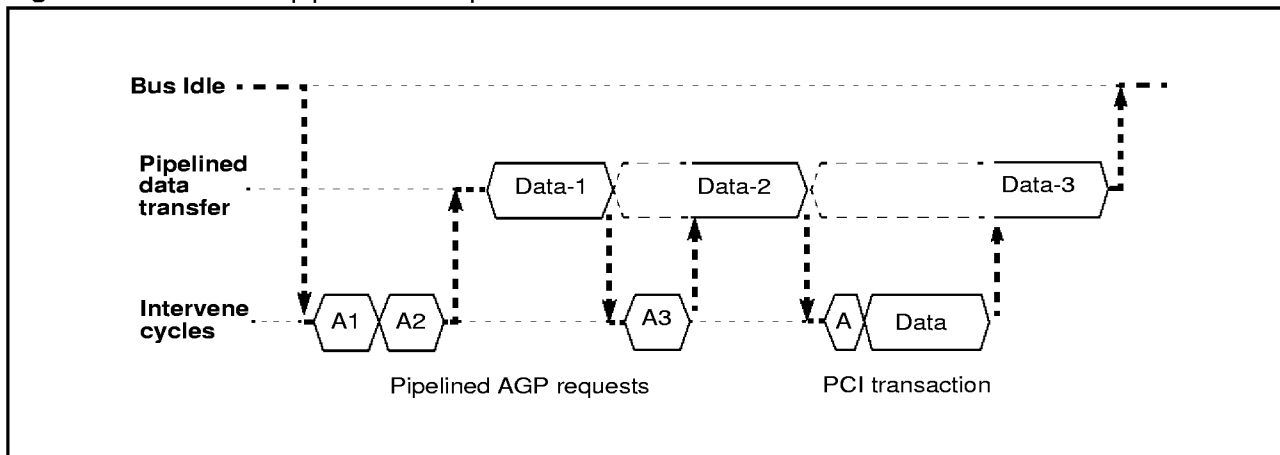 Bus Idle
Pipelined
data
transfer
Data-1
Data-2
Data-3
Intervene
cycles
A1
A2
A3
A
Data
Pipelined AGP requests
PCI transaction